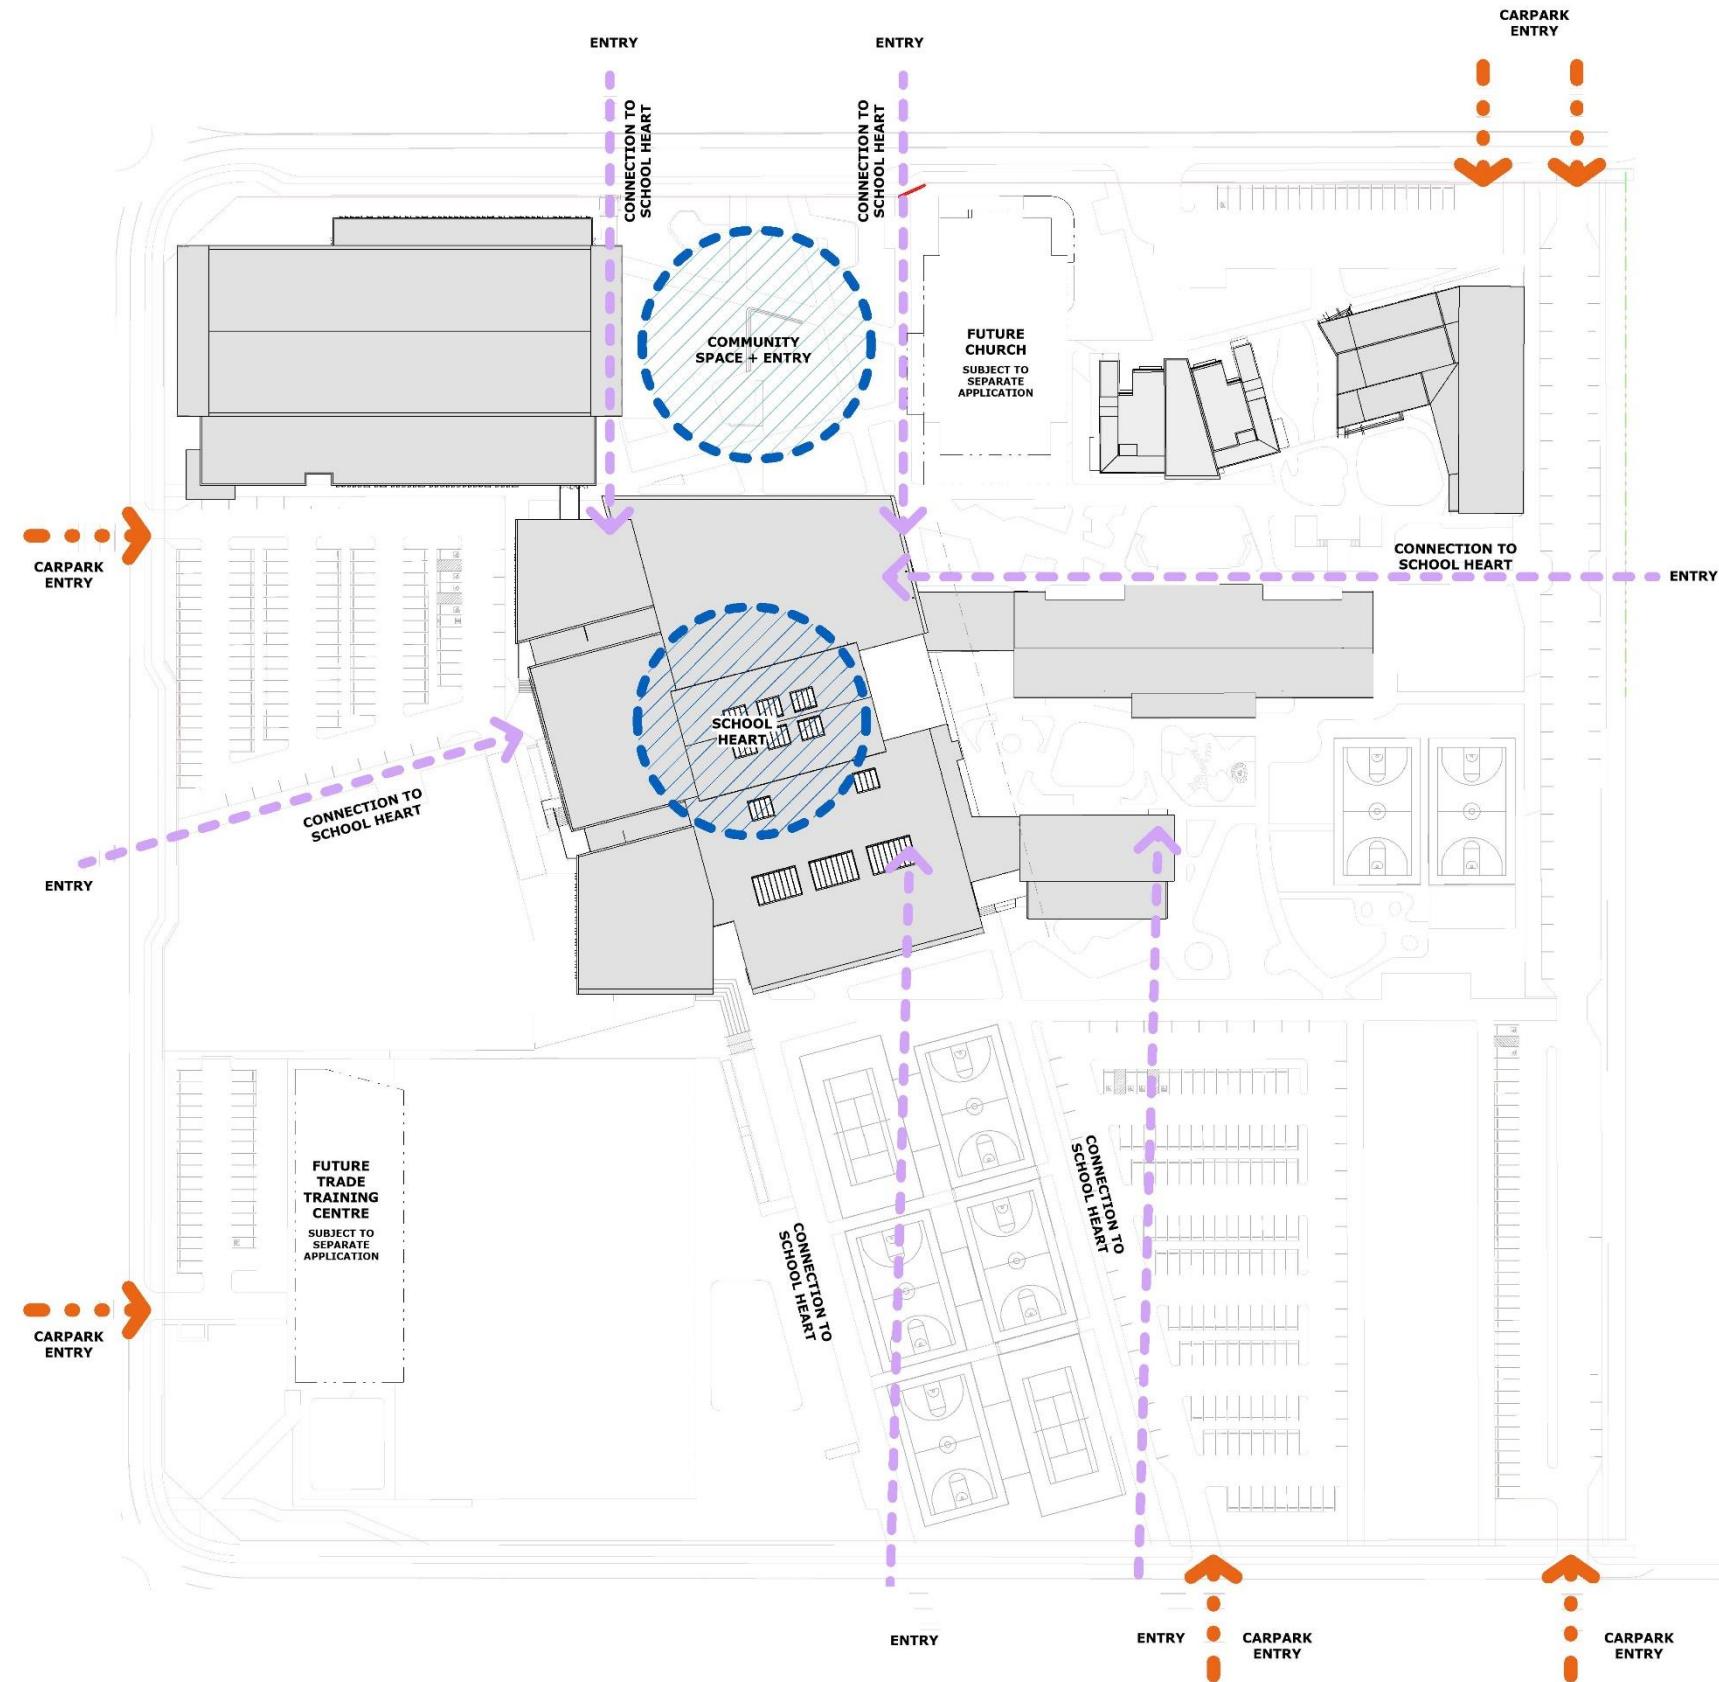 CARPARK
ENTRY
ENTRY
ENTRY
CONNECTION TO
SCHOOL HEART
CONNECTION TO
SCHOOL HEART
COMMUNITY
SPACE + ENTRY
FUTURE
CHURCH
SUBJECT TO
SEPARATE
APPLICATION
CARPARK
ENTRY
CONNECTION TO
SCHOOL HEART
ENTRY
SCHOOL
HEART
CONNECTION TO
SCHOOL HEART
ENTRY
FUTURE
TRADE
TRAINING
CENTRE
SUBJECT TO
SEPARATE
APPLICATION
CONNECTION TO
SCHOOL HEART
CONNECTION TO
SCHOOL HEART
CARPARK
ENTRY
ENTRY
ENTRY
CARPARK
ENTRY
CARPARK
ENTRY